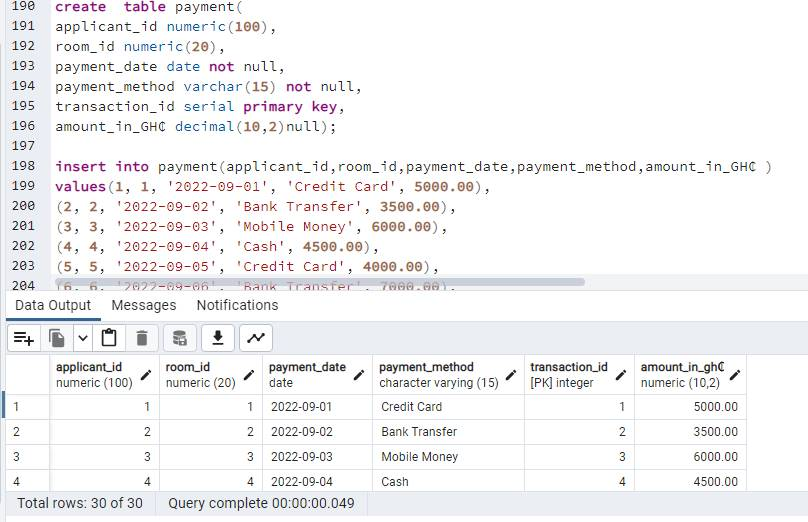 190 create  table payment(
191 applicant_id numeric(100),
192 room_id numeric(20),
193 payment_date date not null,
194 payment_method varchar(15) not null,
195 transaction_id serial primary key,
196 amount_in_GH₵ decimal(10,2)null);
197
198 insert into payment(applicant_id,room_id,payment_date,payment_method,amount_in_GH₵ )
199 values(1, 1, '2022-09-01', 'Credit Card', 5000.00),
200 (2, 2, '2022-09-02', 'Bank Transfer', 3500.00),
201 (3, 3, '2022-09-03', 'Mobile Money', 6000.00),
202 (4, 4, '2022-09-04', 'Cash', 4500.00),
203 (5, 5, '2022-09-05', 'Credit Card', 4000.00),
204 (6, 6, '2022-09-06', 'Bank Transfer', 7000.00),
Data Output Messages Notifications
applicant_id room_id payment_date payment_method transaction_id amount_in_gh₵
numeric (100) numeric (20) date character varying (15) [PK] integer numeric (10,2)
1 1 1 2022-09-01 Credit Card 1 5000.00
2 2 2 2022-09-02 Bank Transfer 2 3500.00
3 3 3 2022-09-03 Mobile Money 3 6000.00
4 4 4 2022-09-04 Cash 4 4500.00
Total rows: 30 of 30 Query complete 00:00:00.049